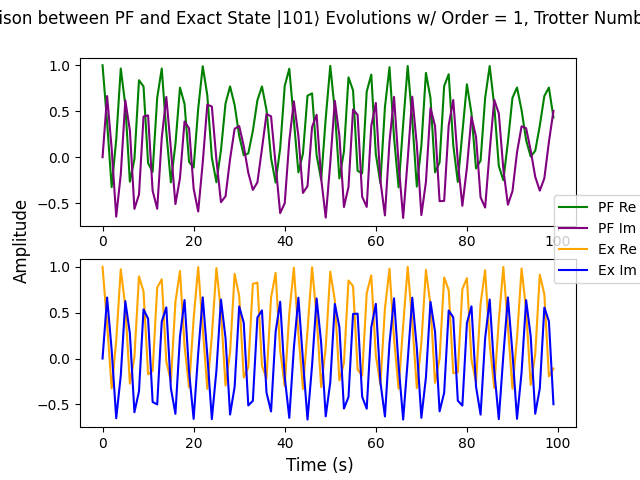 ison between PF and Exact State |101⟩ Evolutions w/ Order = 1, Trotter Numb
1.0
0.5
0.0
−0.5
0 20 40 60 80 100
PF Re
PF Im
Ex Re
Ex Im
Amplitude
1.0
0.5
0.0
−0.5
0 20 40 60 80 100
Time (s)